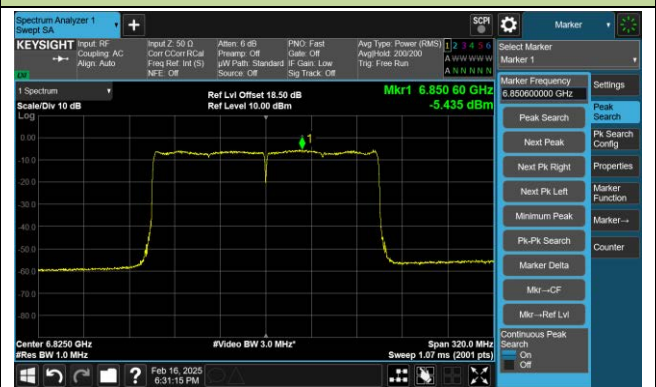 Spectrum Analyzer 1
Swept SA
SCPI
Marker
KEYSIGHT
Input: RF
Coupling: AC
Align: Auto
Input Z: 50 Ω
Corr CCorr RCal
Freq Ref: Int (S)
NFE: Off
Atten: 6 dB
Preamp: Off
µW Path: Standard
Source: Off
PNO: Fast
Gate: Off
IF Gain: Low
Sig Track: Off
Avg Type: Power (RMS)
Avg|Hold: 200/200
Trig: Free Run
1 2 3 4 5 6
A W W W W W
A N N N N N
Select Marker
Marker 1
1 Spectrum
Scale/Div 10 dB
Log
Ref Lvl Offset 18.50 dB
Ref Level 10.00 dBm
Mkr1 6.850 60 GHz
-5.435 dBm
1
0.00
-10.0
-20.0
-30.0
-40.0
-50.0
-60.0
-70.0
-80.0
Center 6.8250 GHz
#Res BW 1.0 MHz
#Video BW 3.0 MHz*
Span 320.0 MHz
Sweep 1.07 ms (2001 pts)
Marker Frequency
6.850600000 GHz
Peak Search
Next Peak
Next Pk Right
Next Pk Left
Minimum Peak
Pk-Pk Search
Marker Delta
Mkr→CF
Mkr→Ref Lvl
Continuous Peak
Search
On
Off
Settings
Peak
Search
Pk Search
Config
Properties
Marker
Function
Marker→
Counter
Feb 16, 2025
6:31:15 PM